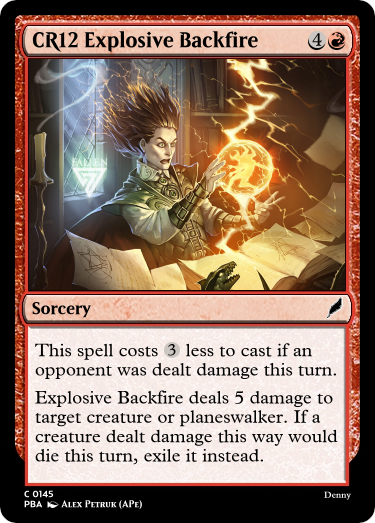 CR12 Explosive Backfire 4
FALLEN
Sorcery
This spell costs 3 less to cast if an
opponent was dealt damage this turn.
Explosive Backfire deals 5 damage to
target creature or planeswalker. If a
creature dealt damage this way would
die this turn, exile it instead.
C 0145
PBA ALEX PETRUK (APE)
Denny